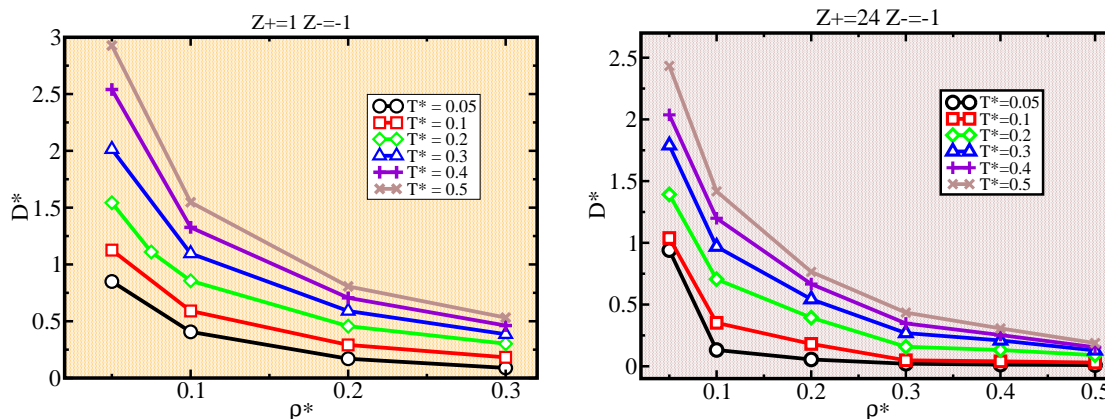 Z+=1 Z-=-1
3
2.5
2
1.5
1
0.5
0
D*
T* = 0.05
T* = 0.1
T* = 0.2
T* = 0.3
T* = 0.4
T* = 0.5
0.1 0.2 0.3
ρ*
Z+=24 Z-=-1
2.5
2
1.5
1
0.5
0
D*
T*=0.05
T*=0.1
T*=0.2
T*=0.3
T*=0.4
T*=0.5
0.1 0.2 0.3 0.4 0.5
ρ*